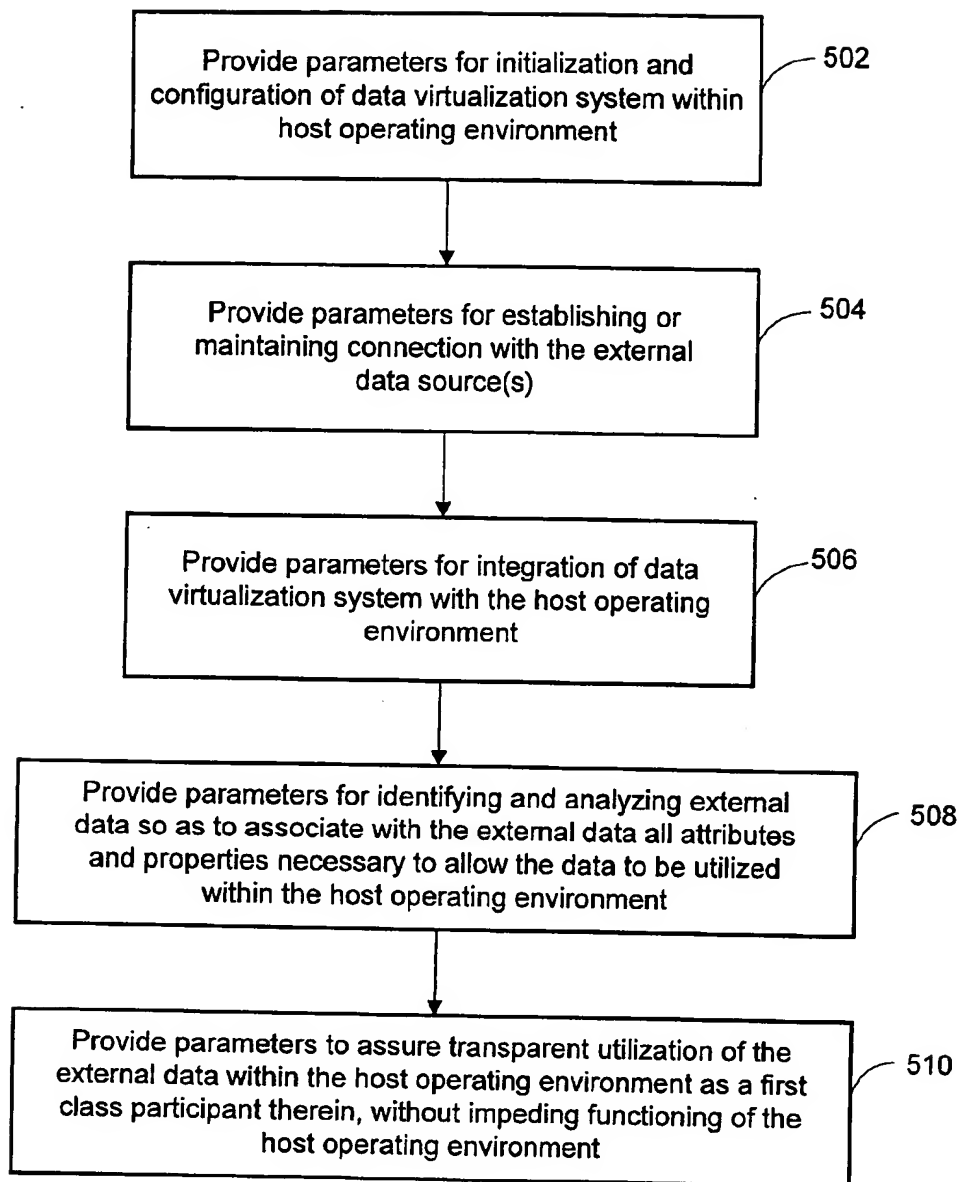 Provide parameters for initialization and
configuration of data virtualization system within
host operating environment
502
Provide parameters for establishing or
maintaining connection with the external
data source(s)
504
Provide parameters for integration of data
virtualization system with the host operating
environment
506
Provide parameters for identifying and analyzing external
data so as to associate with the external data all attributes
and properties necessary to allow the data to be utilized
within the host operating environment
508
Provide parameters to assure transparent utilization of the
external data within the host operating environment as a first
class participant therein, without impeding functioning of the
host operating environment
510